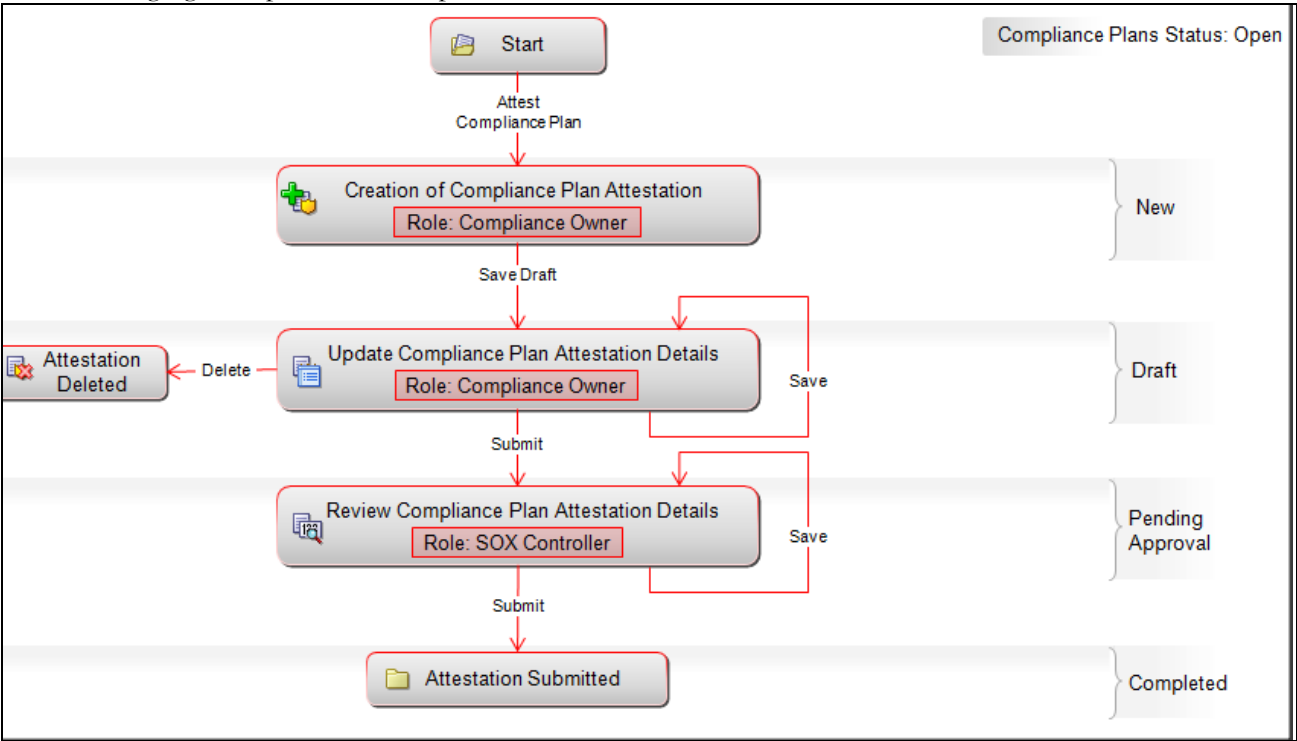 Start
Compliance Plans Status: Open
Attest
Compliance Plan
Creation of Compliance Plan Attestation
Role: Compliance Owner
New
Save Draft
Update Compliance Plan Attestation Details
Role: Compliance Owner
Attestation
Deleted
Delete
Save
Draft
Submit
Review Compliance Plan Attestation Details
Role: SOX Controller
123
Save
Pending
Approval
Submit
Attestation Submitted
Completed